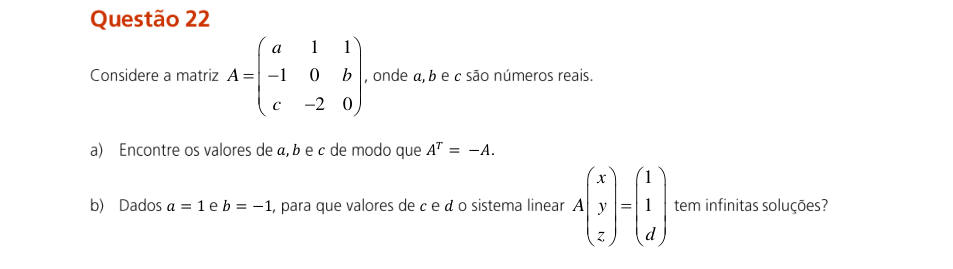 Questão 22
a 1 1
Considere a matriz A = −1 0 b , onde a, b e c são números reais.
c −2 0
a) Encontre os valores de a, b e c de modo que A^T = −A.
x 1
b) Dados a = 1 e b = −1, para que valores de c e d o sistema linear A y = 1 tem infinitas soluções?
z d